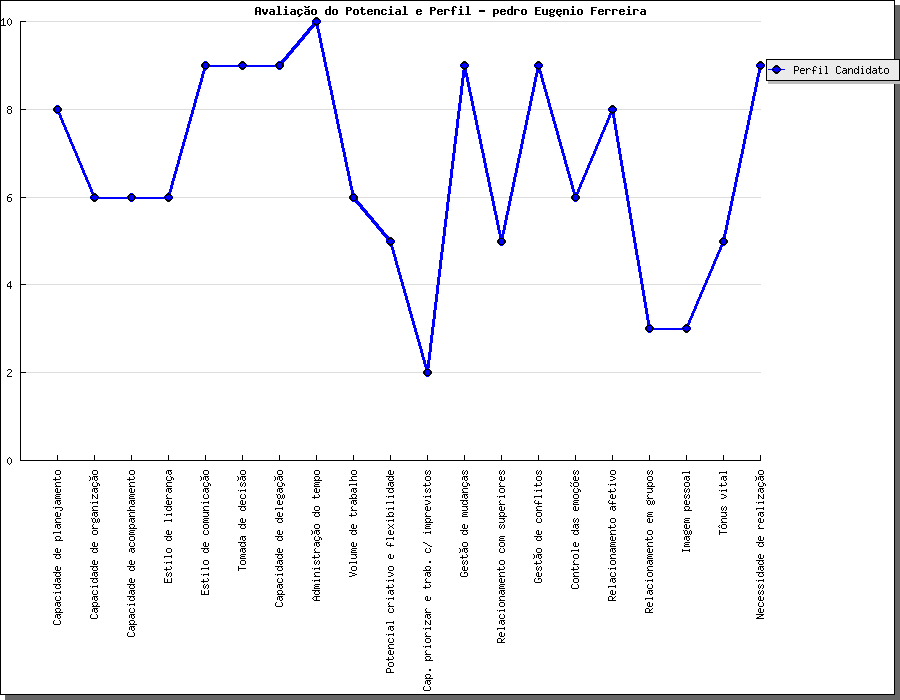 Avaliação do Potencial e Perfil - pedro Eugęnio Ferreira
10
8
6
4
2
0
Perfil Candidato
Capacidade de planejamento
Capacidade de organização
Capacidade de acompanhamento
Estilo de liderança
Estilo de comunicação
Tomada de decisão
Capacidade de delegação
Administração do tempo
Volume de trabalho
Potencial criativo e flexibilidade
Cap. priorizar e trab. c/ imprevistos
Gestão de mudanças
Relacionamento com superiores
Gestão de conflitos
Controle das emoções
Relacionamento afetivo
Relacionamento em grupos
Imagem pessoal
Tônus vital
Necessidade de realização